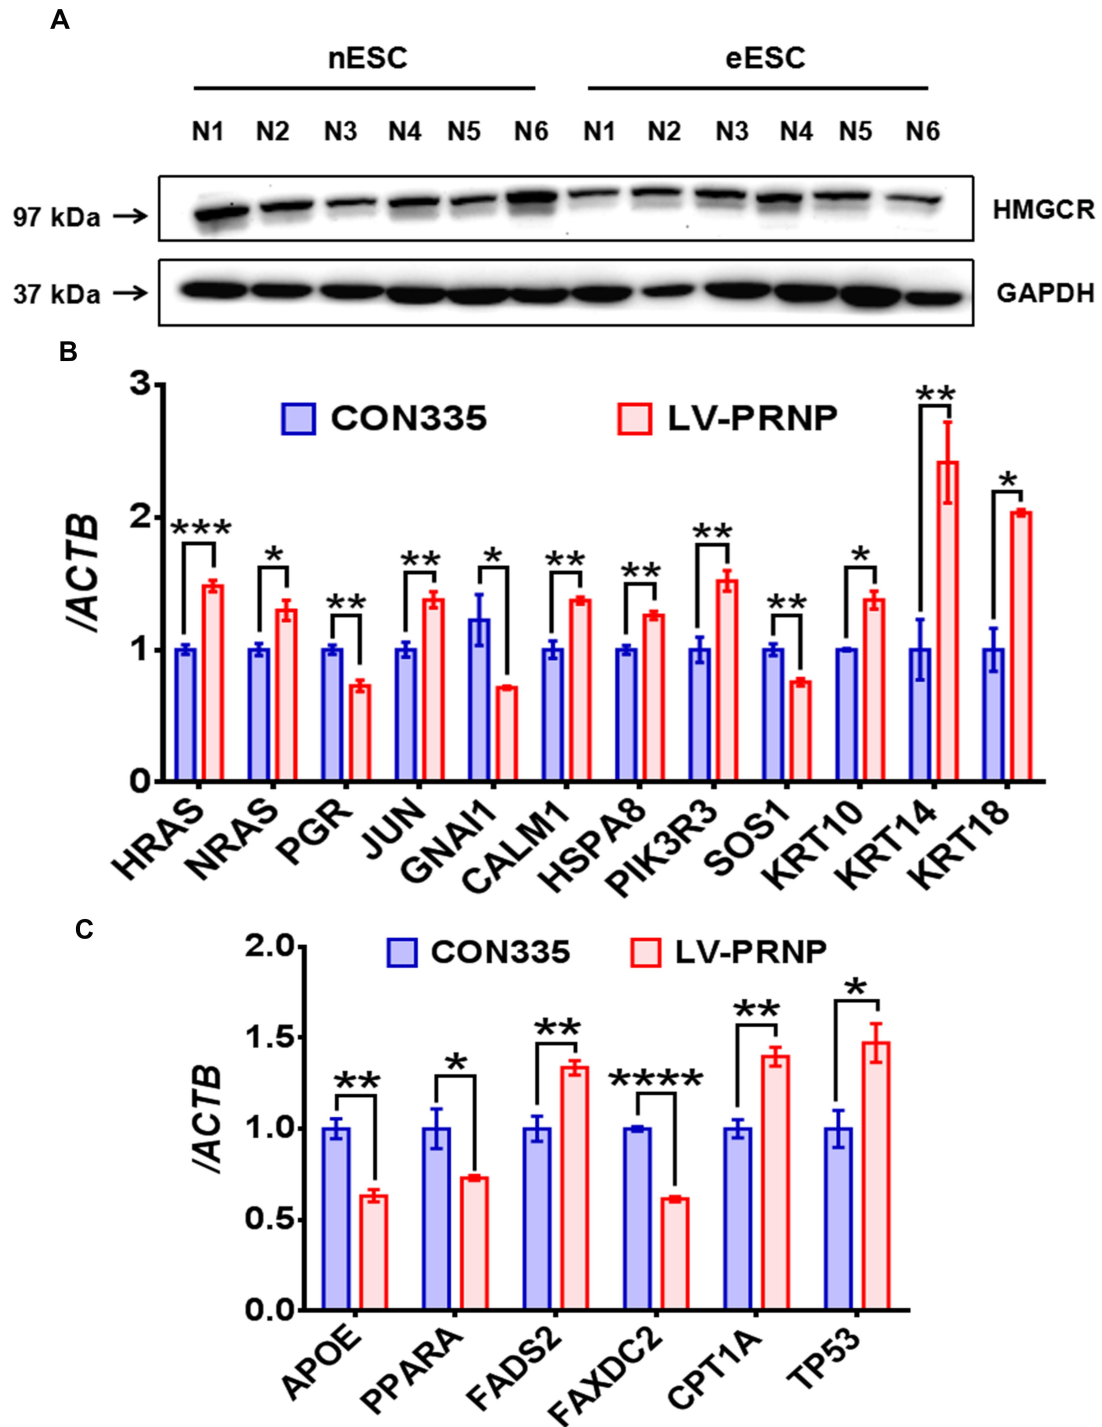 A
nESC eESC
N1 N2 N3 N4 N5 N6 N1 N2 N3 N4 N5 N6
97 kDa → HMGCR
37 kDa → GAPDH
B
CON335 LV-PRNP
/ACTB
3
2
1
0
*** * ** ** * ** ** ** ** * ** *
HRAS NRAS PGR JUN GNAI1 CALM1 HSPA8 PIK3R3 SOS1 KRT10 KRT14 KRT18
C
CON335 LV-PRNP
/ACTB
2.0
1.5
1.0
0.5
0.0
** * ** **** ** *
APOE PPARA FADS2 FAXDC2 CPT1A TP53